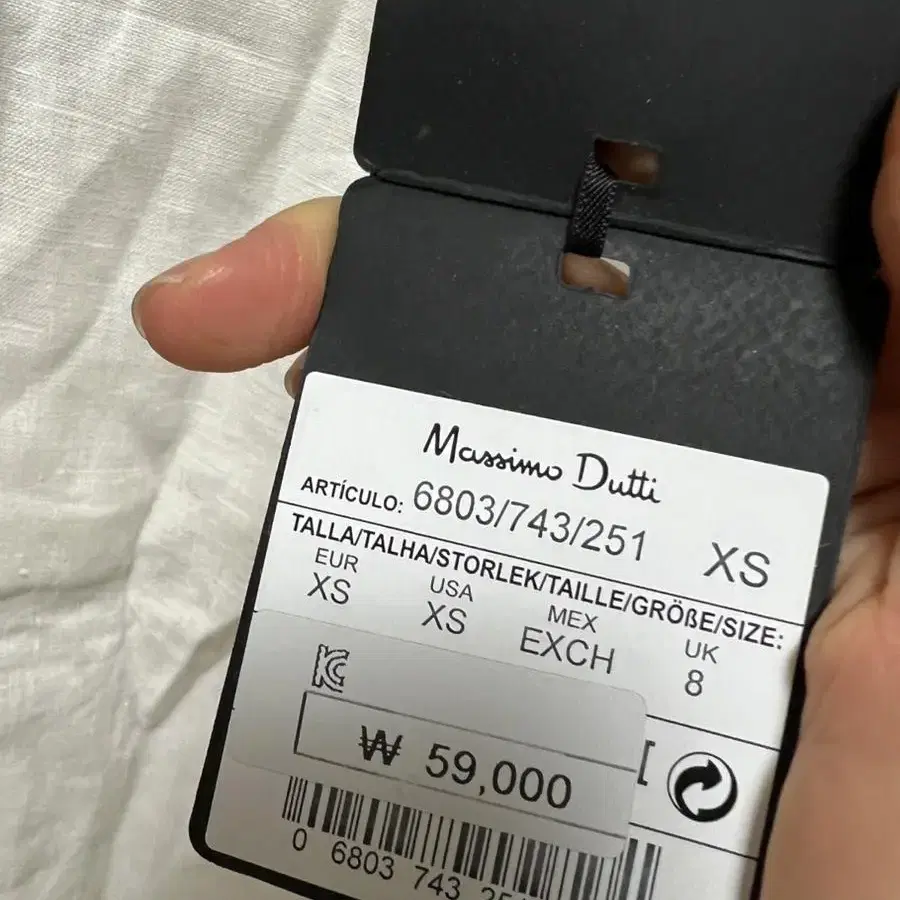 Massimo Dutti
ARTÍCULO: 6803/743/251 XS
TALLA/TALHA/STORLEK/TAILLE/GRÖßE/SIZE:
EUR USA MEX UK
XS XS EXCH 8
KC
₩ 59,000
0 6803 743